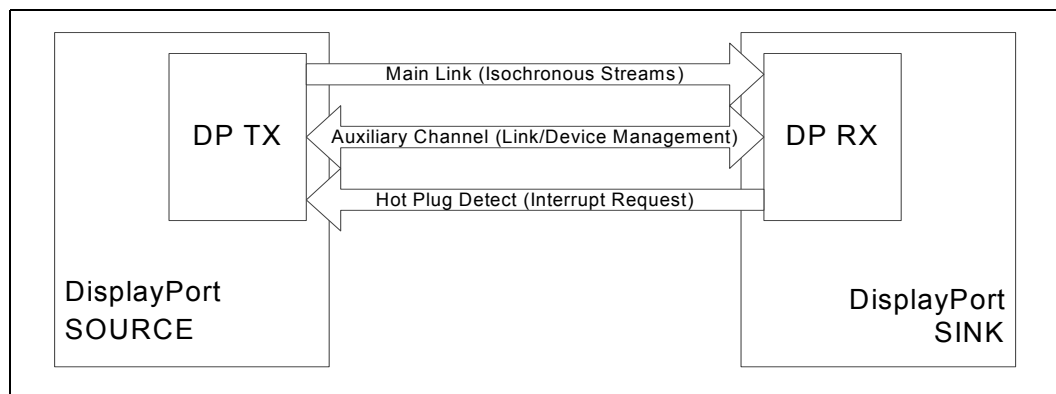 Main Link (Isochronous Streams)
DP TX
Auxiliary Channel (Link/Device Management)
DP RX
Hot Plug Detect (Interrupt Request)
DisplayPort
SOURCE
DisplayPort
SINK